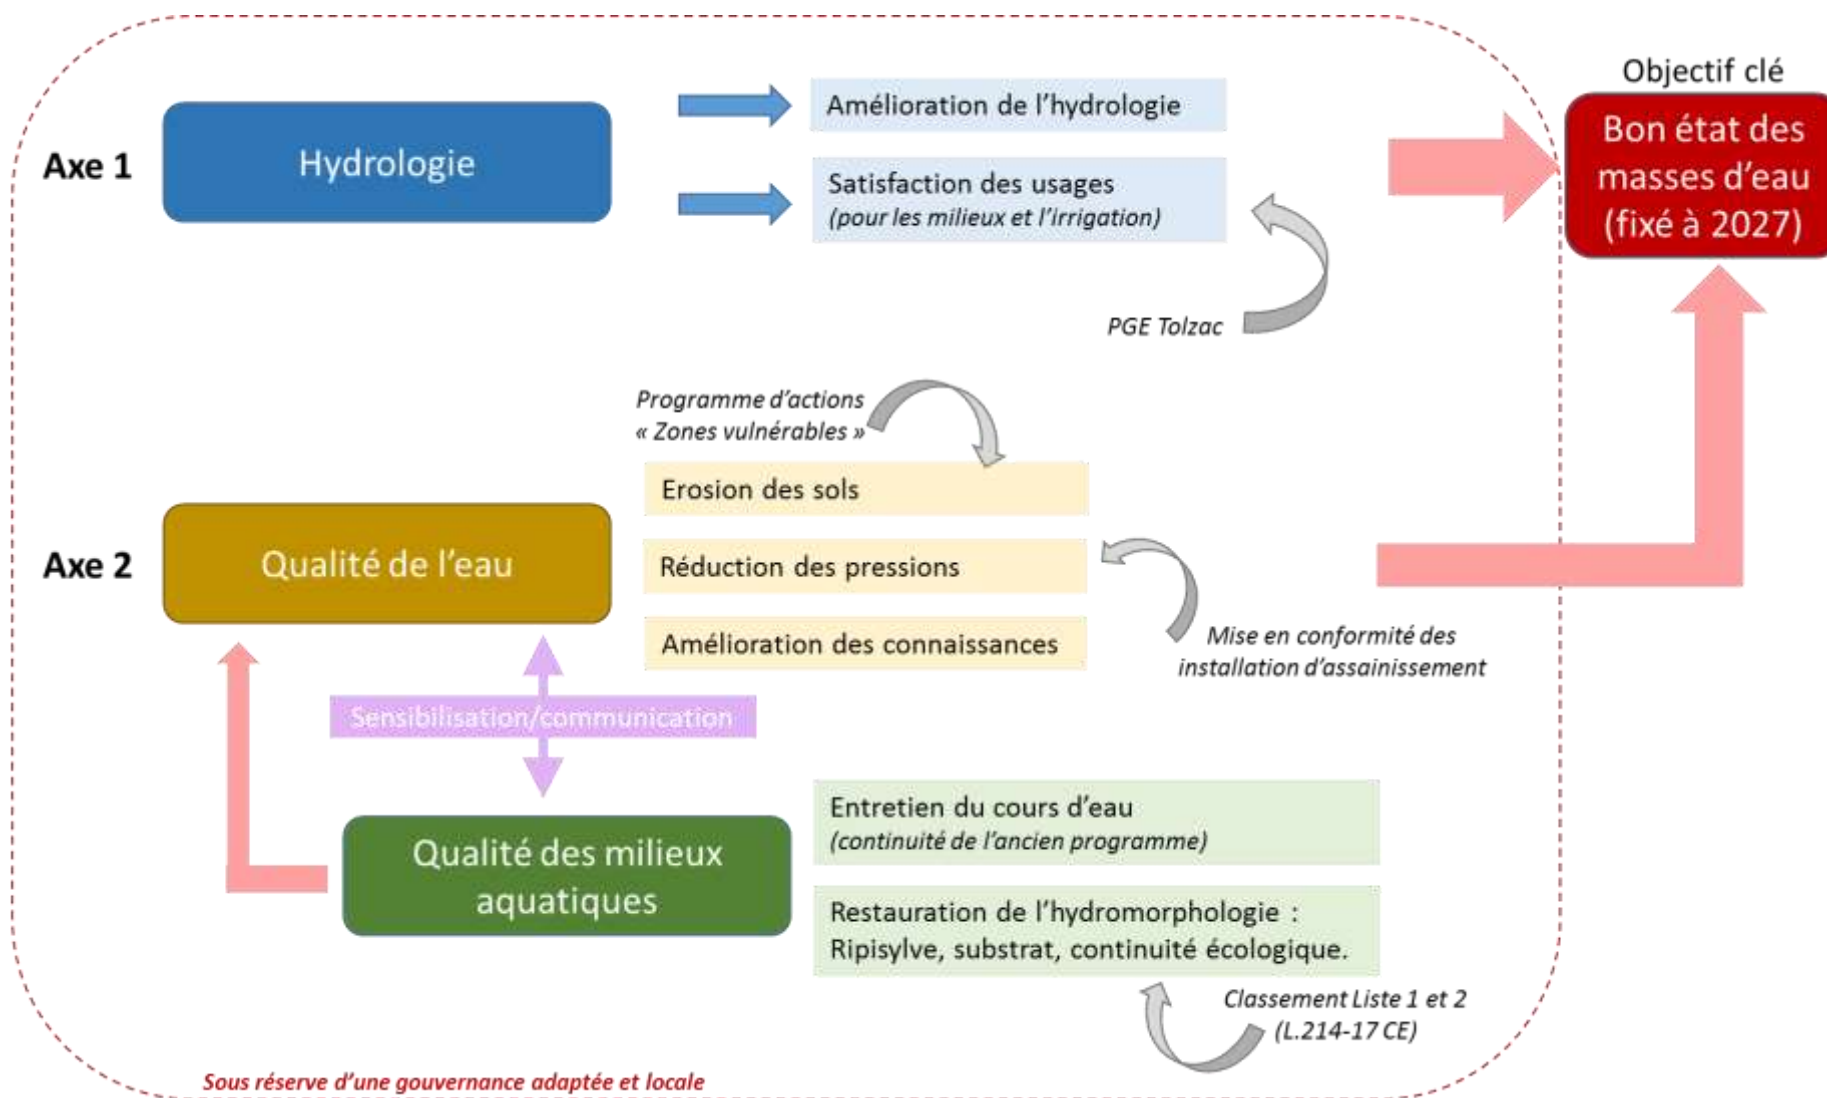 Objectif clé
Bon état des
masses d'eau
(fixé à 2027)
Axe 1
Hydrologie
Amélioration de l'hydrologie
Satisfaction des usages
(pour les milieux et l'irrigation)
PGE Tolzac
Programme d'actions
« Zones vulnérables »
Axe 2
Qualité de l'eau
Erosion des sols
Réduction des pressions
Amélioration des connaissances
Mise en conformité des
installation d'assainissement
Sensibilisation/communication
Qualité des milieux
aquatiques
Entretien du cours d'eau
(continuité de l'ancien programme)
Restauration de l'hydromorphologie :
Ripisylve, substrat, continuité écologique.
Classement Liste 1 et 2
(L.214-17 CE)
Sous réserve d'une gouvernance adaptée et locale